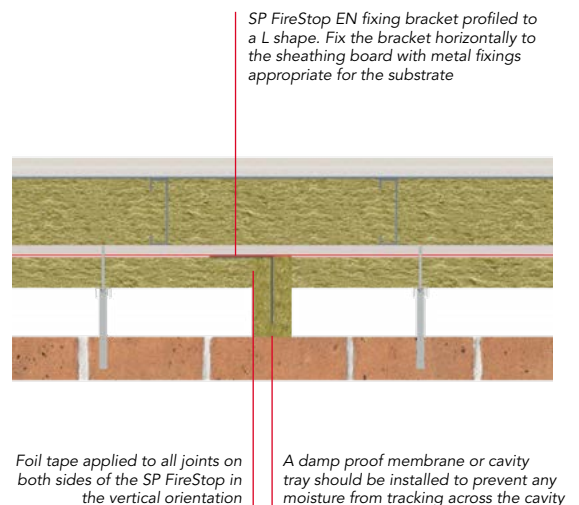 SP FireStop EN fixing bracket profiled to
a L shape. Fix the bracket horizontally to
the sheathing board with metal fixings
appropriate for the substrate
Foil tape applied to all joints on
both sides of the SP FireStop in
the vertical orientation
A damp proof membrane or cavity
tray should be installed to prevent any
moisture from tracking across the cavity